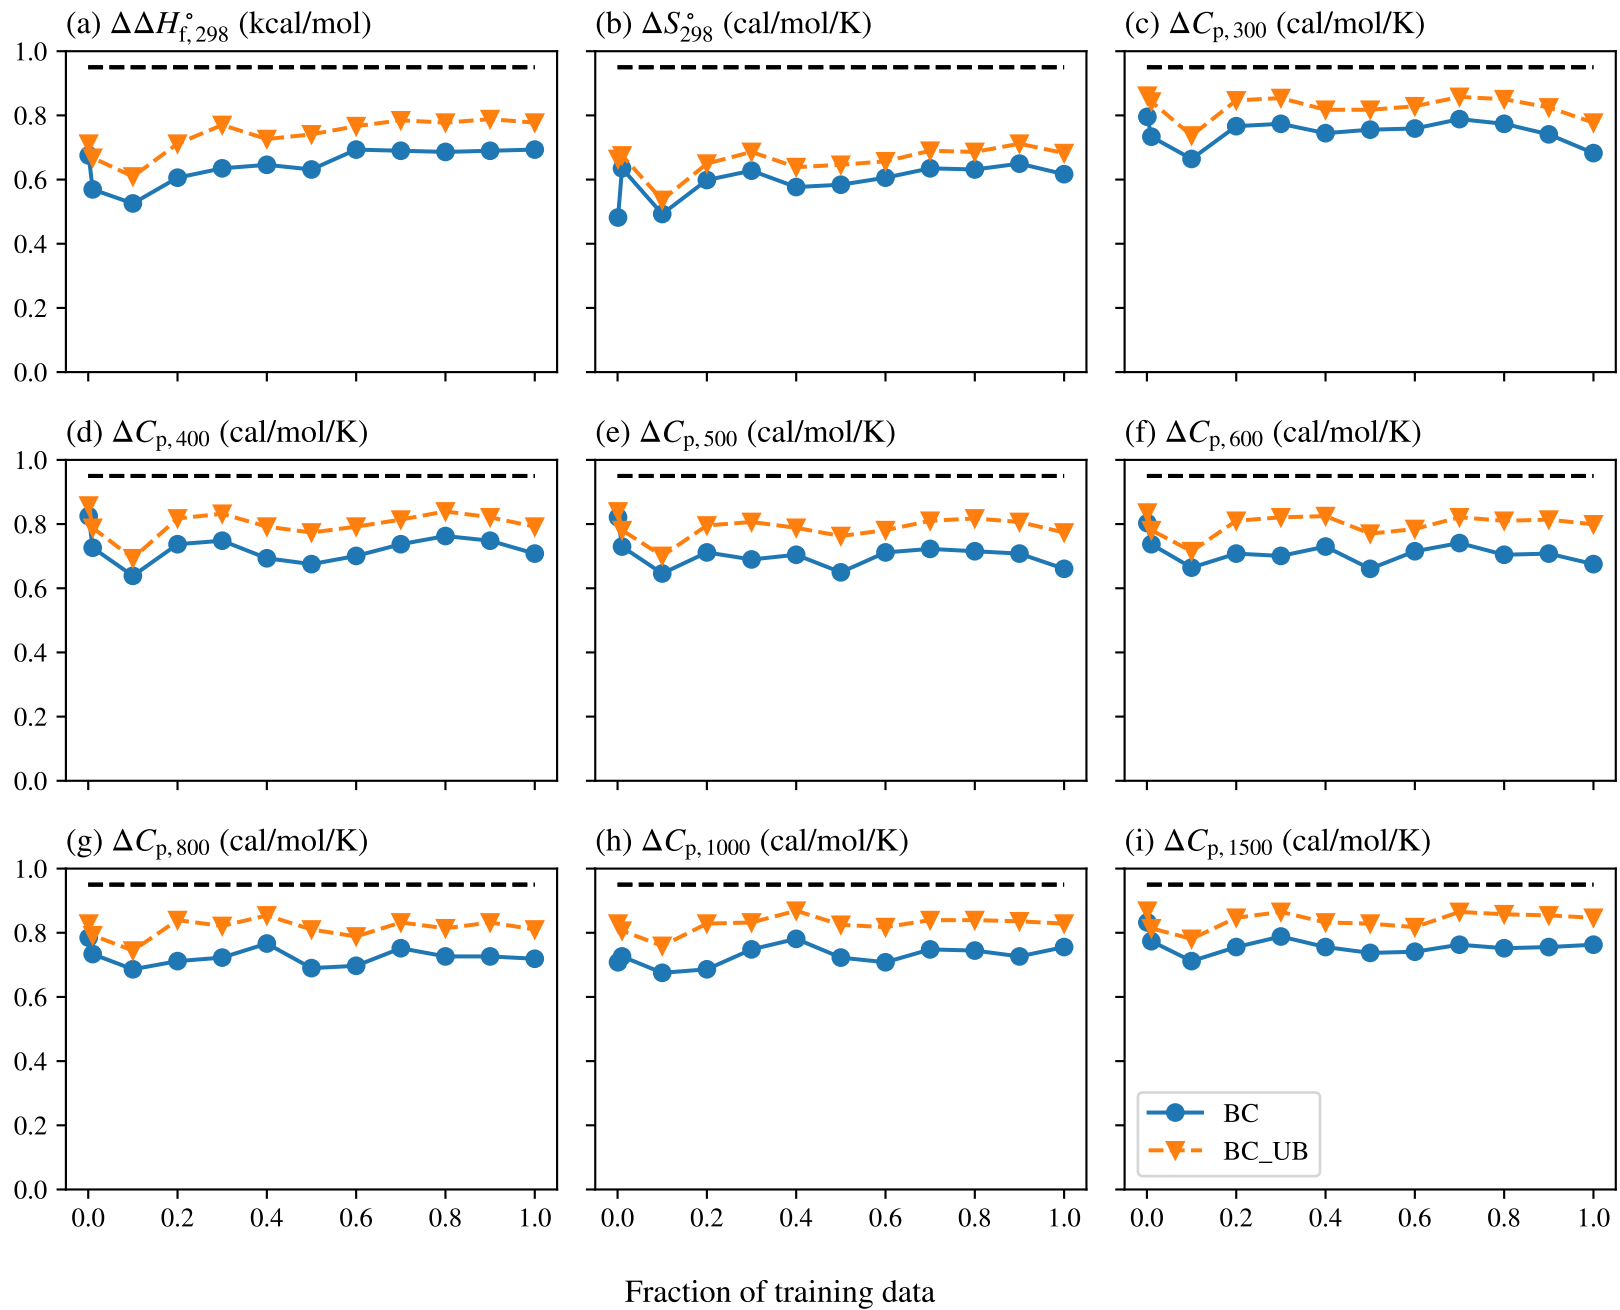 (a) ΔΔH°f, 298 (kcal/mol)
(b) ΔS°298 (cal/mol/K)
(c) ΔCp, 300 (cal/mol/K)
1.0
0.8
0.6
0.4
0.2
0.0
(d) ΔCp, 400 (cal/mol/K)
(e) ΔCp, 500 (cal/mol/K)
(f) ΔCp, 600 (cal/mol/K)
1.0
0.8
0.6
0.4
0.2
0.0
(g) ΔCp, 800 (cal/mol/K)
(h) ΔCp, 1000 (cal/mol/K)
(i) ΔCp, 1500 (cal/mol/K)
1.0
0.8
0.6
0.4
0.2
0.0
BC
BC_UB
0.0 0.2 0.4 0.6 0.8 1.0
0.0 0.2 0.4 0.6 0.8 1.0
0.0 0.2 0.4 0.6 0.8 1.0
Fraction of training data